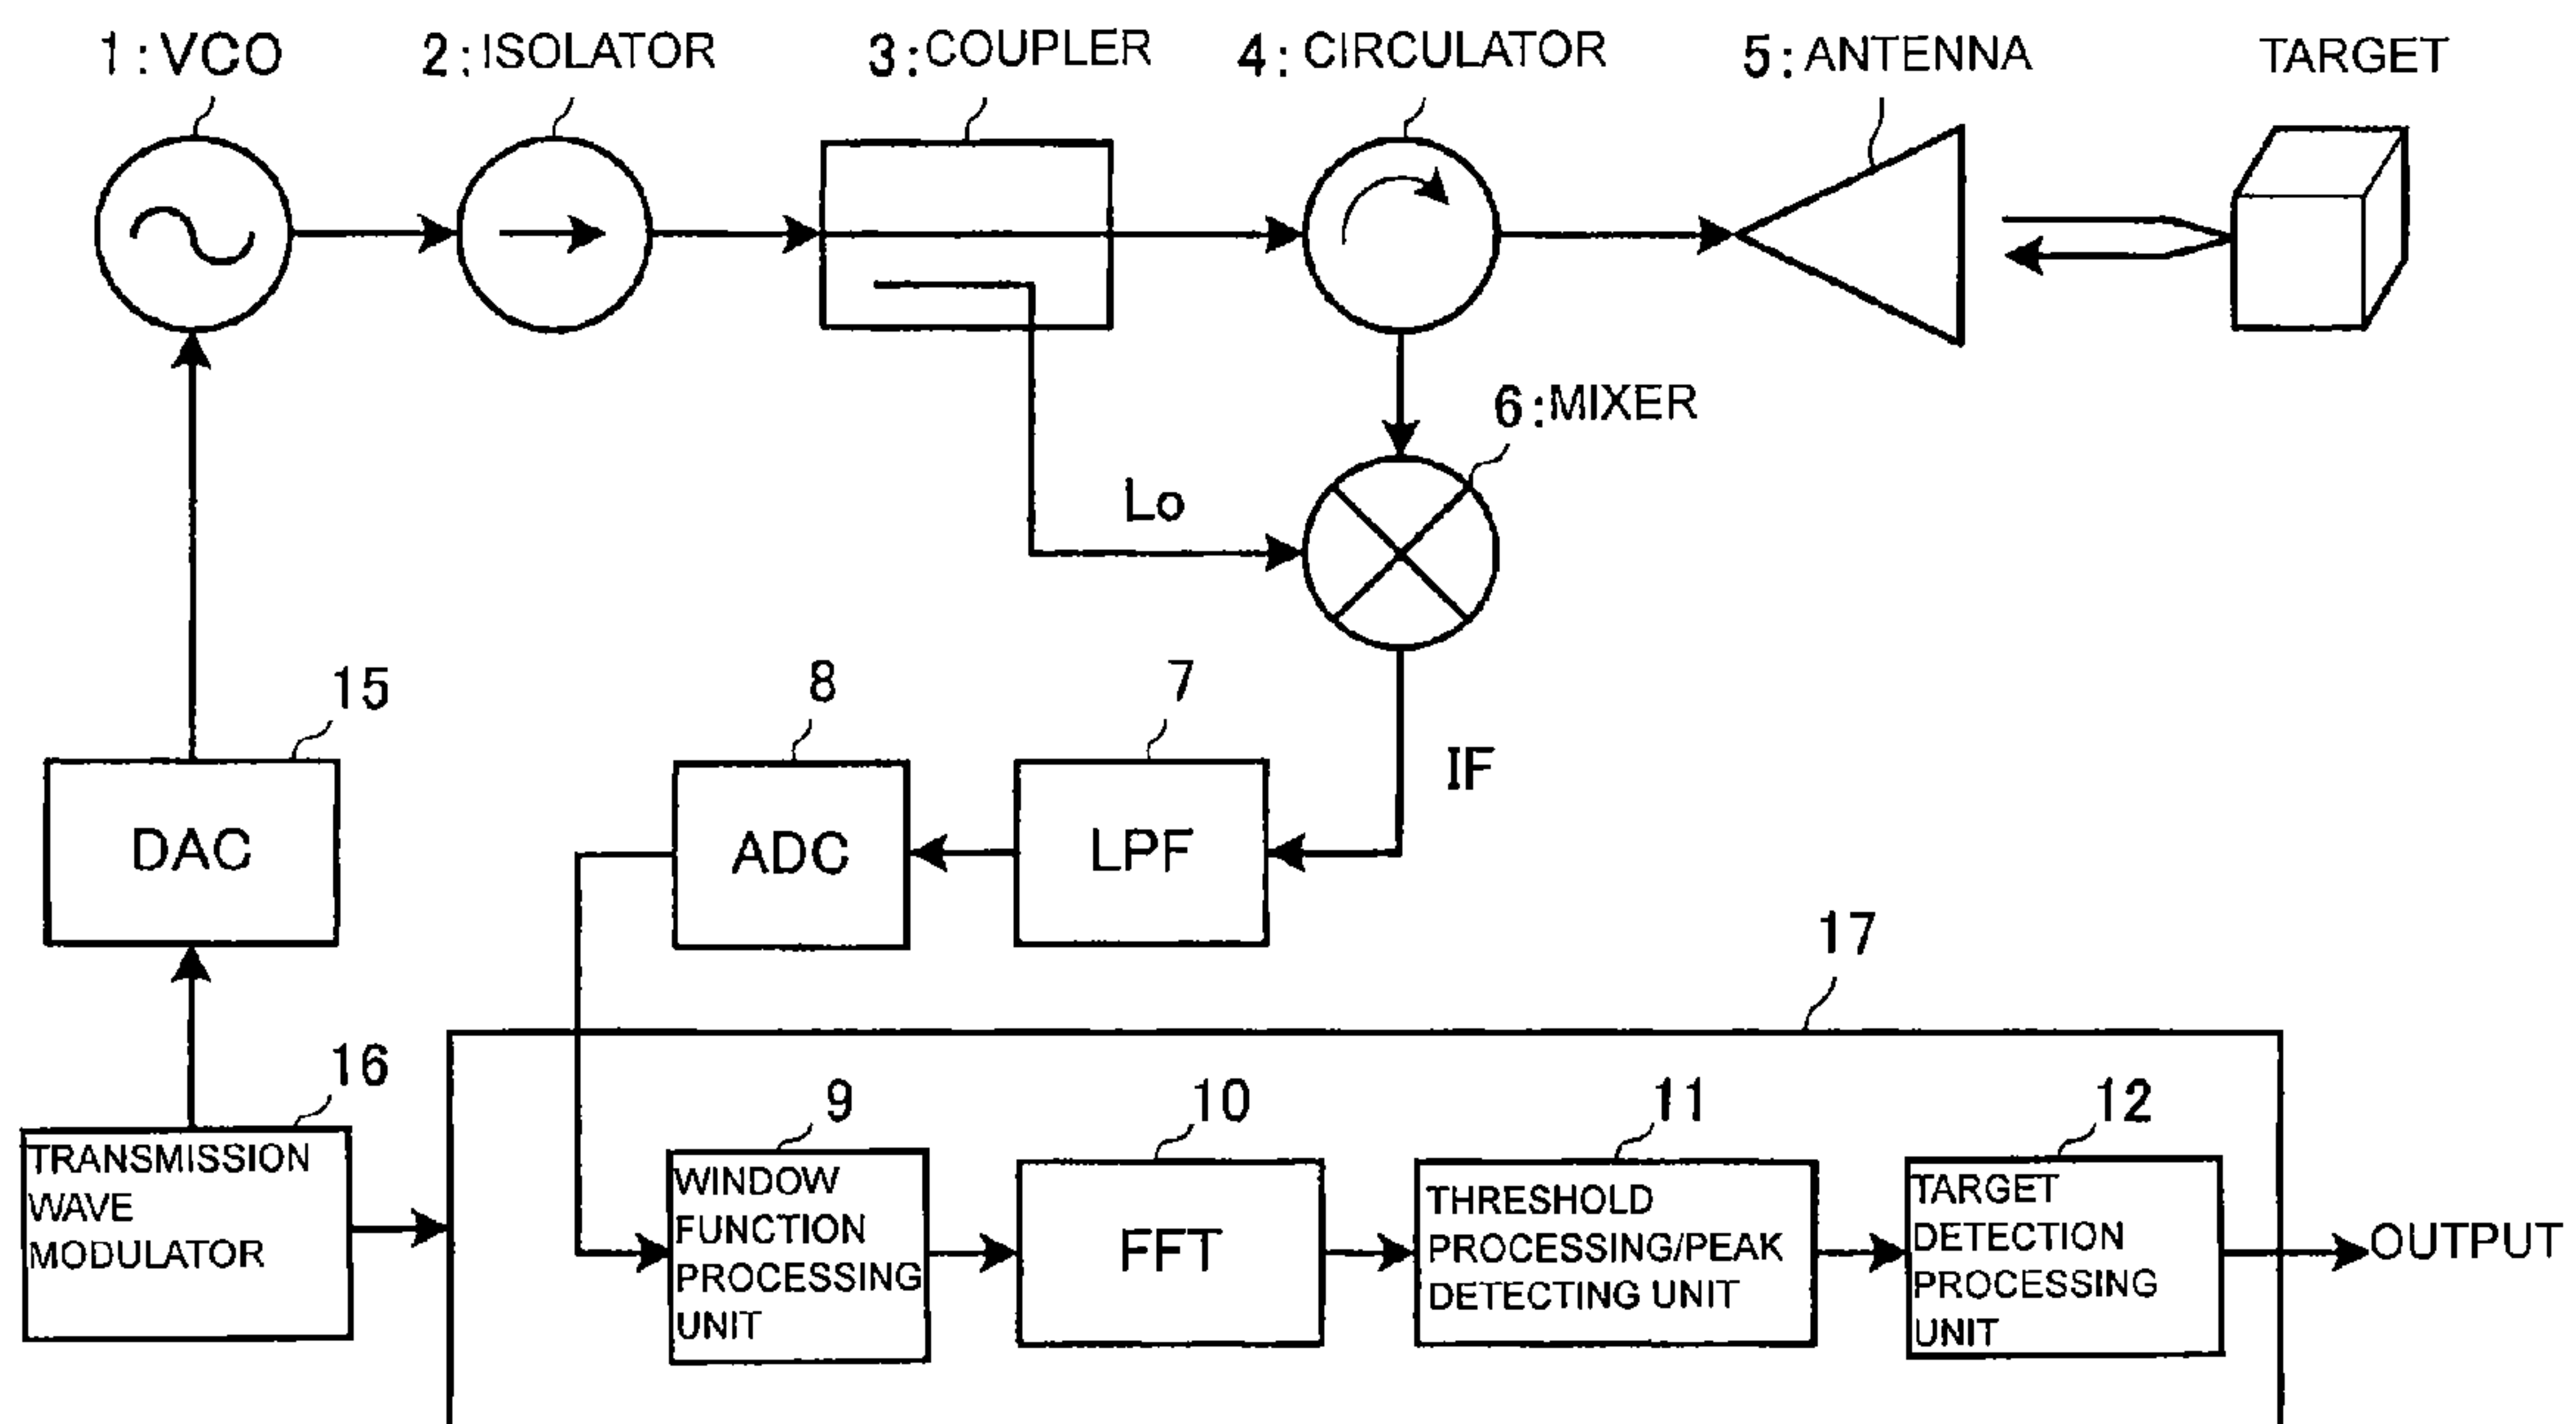 1:VCO
2:ISOLATOR
3:COUPLER
4:CIRCULATOR
5:ANTENNA
TARGET
6:MIXER
Lo
15
8
7
IF
DAC
ADC
LPF
17
16
9
10
11
12
TRANSMISSION
WAVE
MODULATOR
WINDOW
FUNCTION
PROCESSING
UNIT
FFT
THRESHOLD
PROCESSING/PEAK
DETECTING UNIT
TARGET
DETECTION
PROCESSING
UNIT
OUTPUT